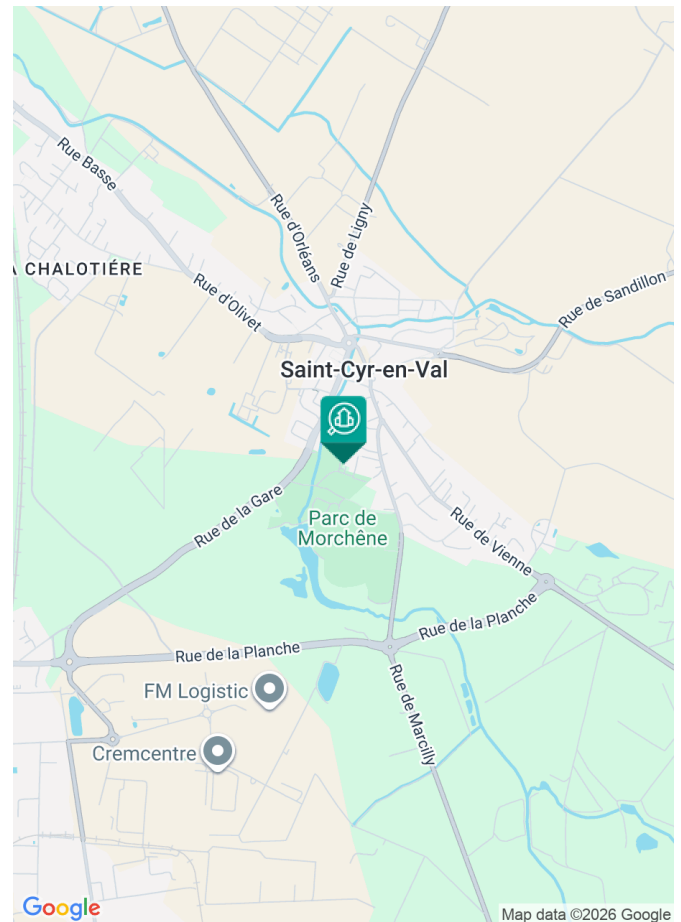 Rue Basse
Rue d'Orléans
Rue de Ligny
CHALOTIÉRE
Rue d'Olivet
Rue de Sandillon
Saint-Cyr-en-Val
Rue de la Gare
Parc de
Morchêne
Rue de Vienne
Rue de la Planche
Rue de la Planche
FM Logistic
Rue de Marcilly
Cremcentre
Google
Map data ©2026 Google